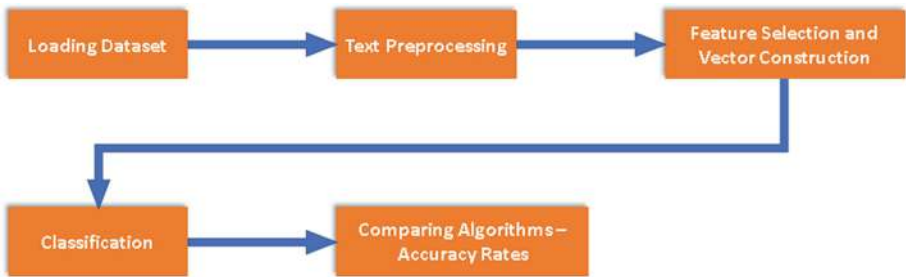 Loading Dataset
Text Preprocessing
Feature Selection and
Vector Construction
Classification
Comparing Algorithms –
Accuracy Rates